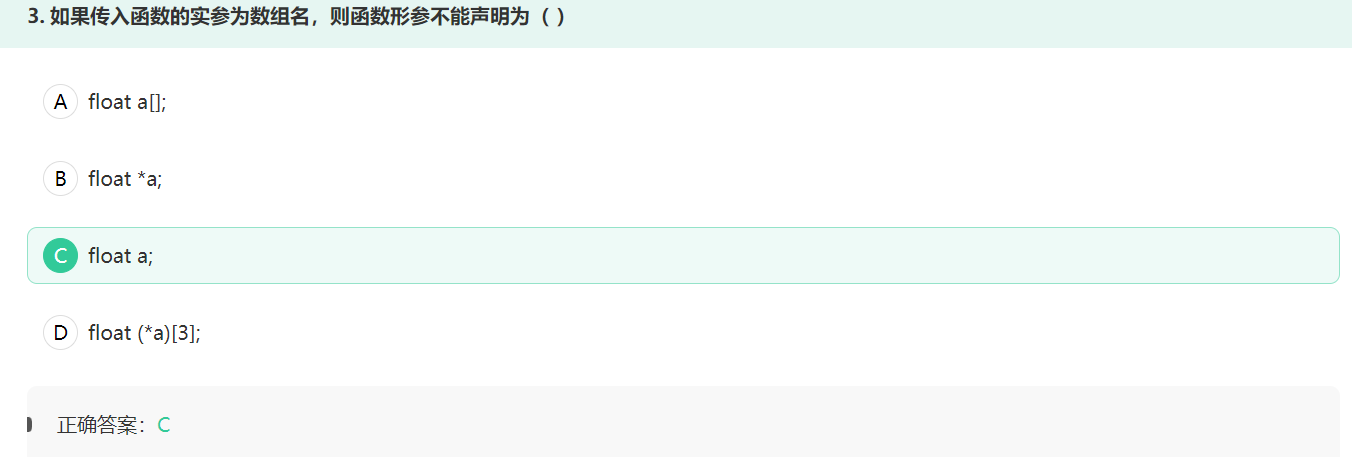 3. 如果传入函数的实参为数组名，则函数形参不能声明为（ ）
A float a[];
B float *a;
C float a;
D float (*a)[3];
正确答案：C